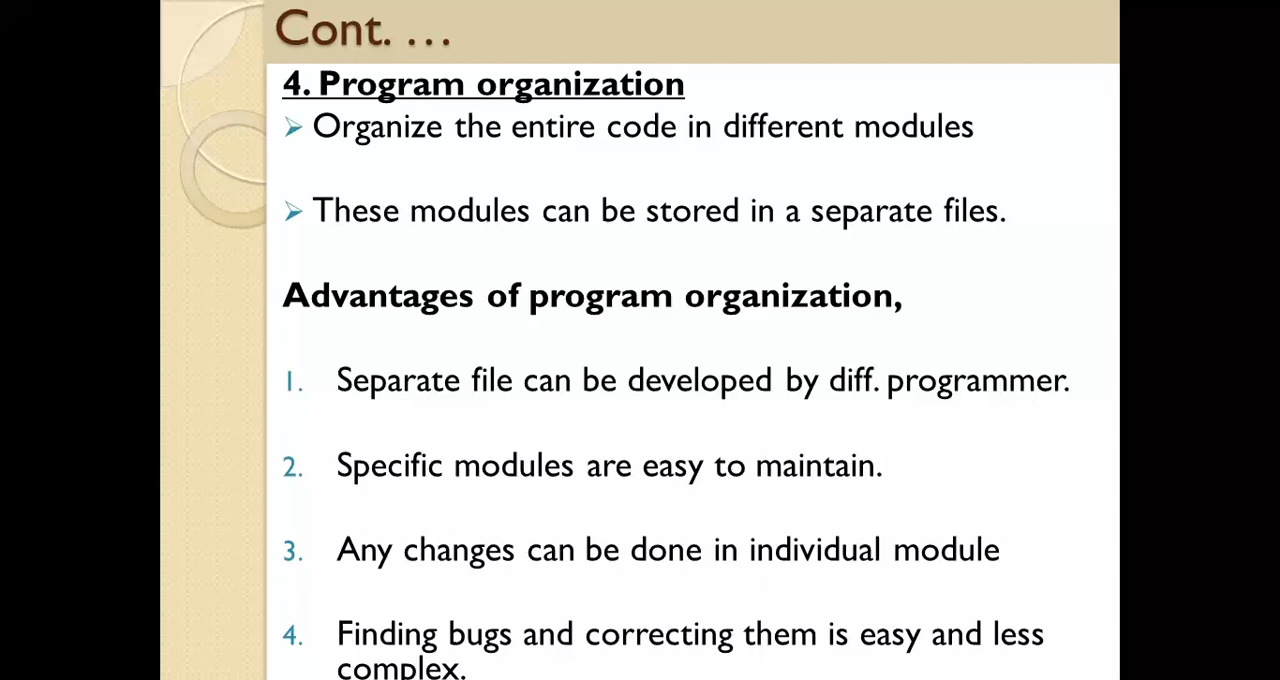 Cont. ...
4. Program organization
➢ Organize the entire code in different modules
➢ These modules can be stored in a separate files.
Advantages of program organization,
1. Separate file can be developed by diff. programmer.
2. Specific modules are easy to maintain.
3. Any changes can be done in individual module
4. Finding bugs and correcting them is easy and less
complex.